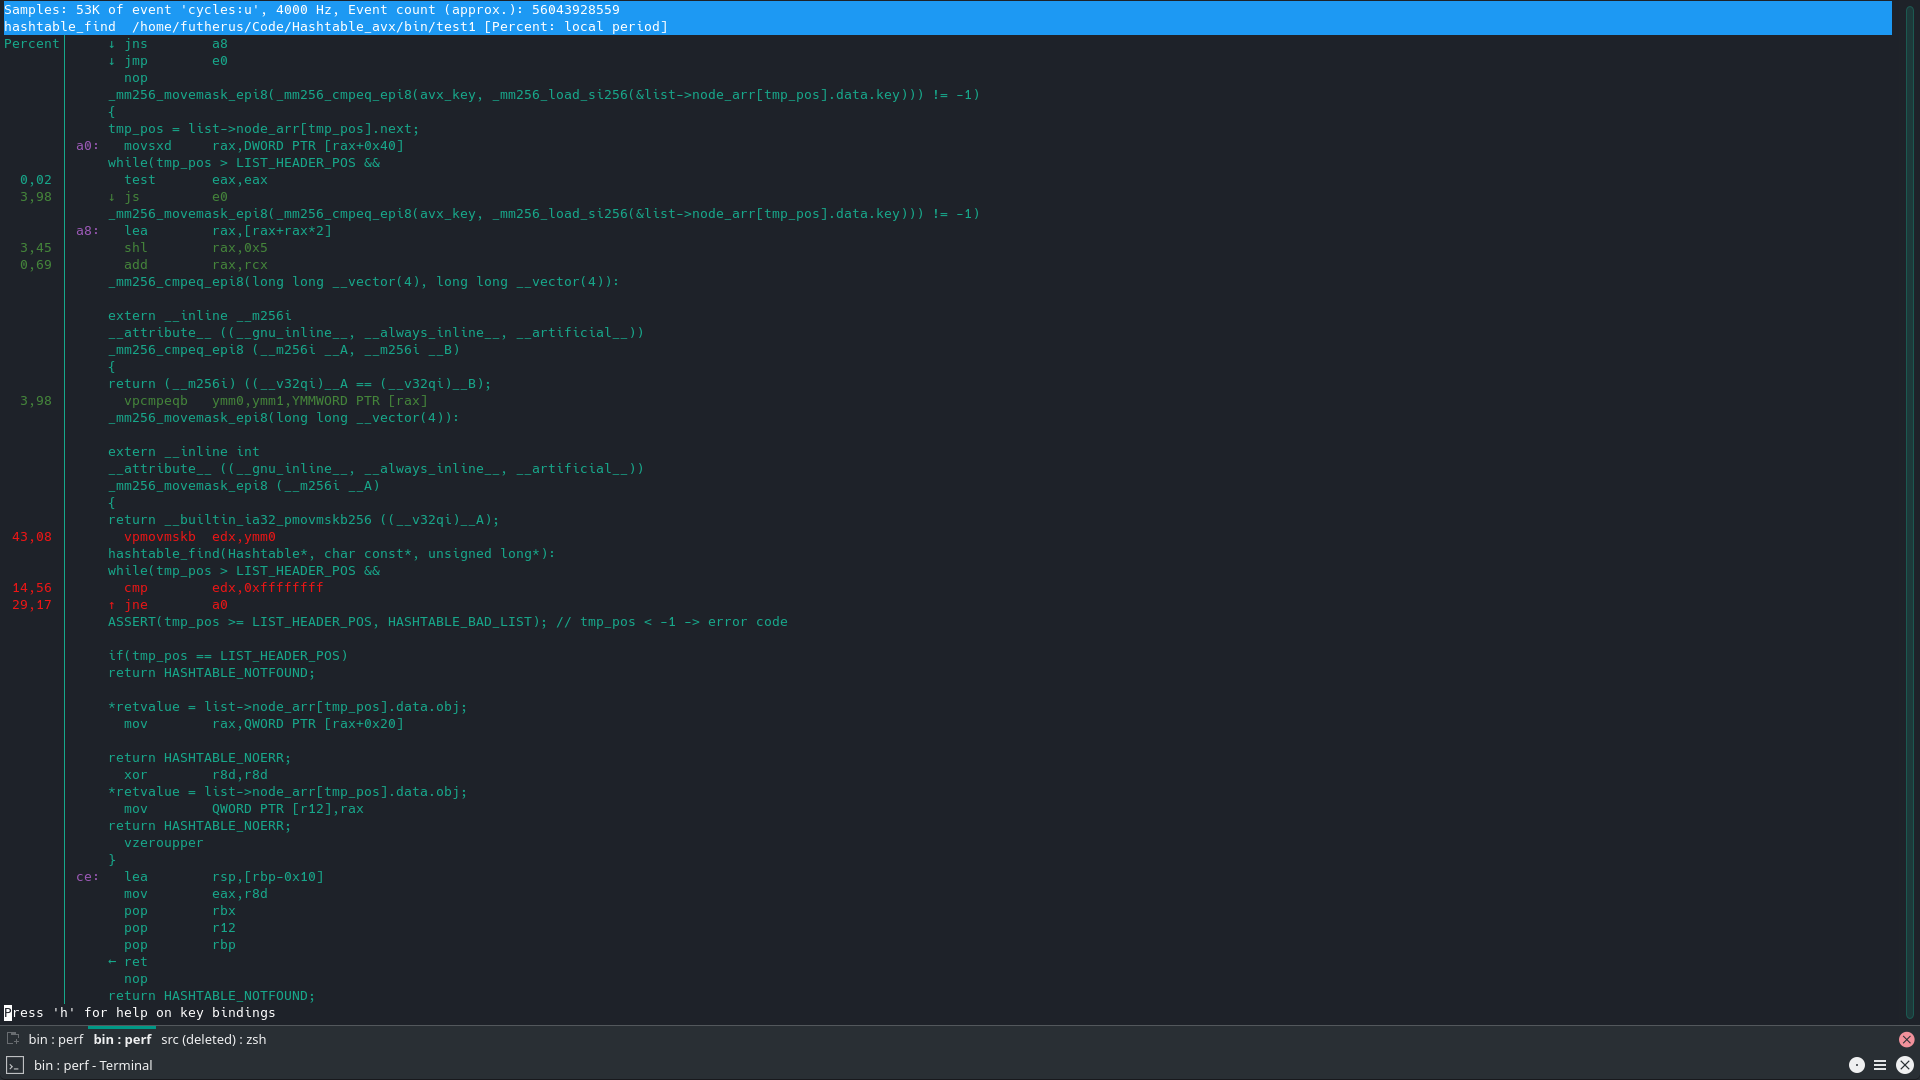 Samples: 53K of event 'cycles:u', 4000 Hz, Event count (approx.): 56043928559
hashtable_find  /home/futherus/Code/Hashtable_avx/bin/test1 [Percent: local period]
Percent      ↓ jns        a8
             ↓ jmp        e0
               nop
             _mm256_movemask_epi8(_mm256_cmpeq_epi8(avx_key, _mm256_load_si256(&list->node_arr[tmp_pos].data.key))) != -1)
             {
             tmp_pos = list->node_arr[tmp_pos].next;
         a0:   movsxd     rax,DWORD PTR [rax+0x40]
             while(tmp_pos > LIST_HEADER_POS &&
  0,02         test       eax,eax
  3,98       ↓ js         e0
             _mm256_movemask_epi8(_mm256_cmpeq_epi8(avx_key, _mm256_load_si256(&list->node_arr[tmp_pos].data.key))) != -1)
         a8:   lea        rax,[rax+rax*2]
  3,45         shl        rax,0x5
  0,69         add        rax,rcx
             _mm256_cmpeq_epi8(long long __vector(4), long long __vector(4)):
             extern __inline __m256i
             __attribute__ ((__gnu_inline__, __always_inline__, __artificial__))
             _mm256_cmpeq_epi8 (__m256i __A, __m256i __B)
             {
             return (__m256i) ((__v32qi)__A == (__v32qi)__B);
  3,98         vpcmpeqb   ymm0,ymm1,YMMWORD PTR [rax]
             _mm256_movemask_epi8(long long __vector(4)):
             extern __inline int
             __attribute__ ((__gnu_inline__, __always_inline__, __artificial__))
             _mm256_movemask_epi8 (__m256i __A)
             {
             return __builtin_ia32_pmovmskb256 ((__v32qi)__A);
 43,08         vpmovmskb  edx,ymm0
             hashtable_find(Hashtable*, char const*, unsigned long*):
             while(tmp_pos > LIST_HEADER_POS &&
 14,56         cmp        edx,0xffffffff
 29,17       ↑ jne        a0
             ASSERT(tmp_pos >= LIST_HEADER_POS, HASHTABLE_BAD_LIST); // tmp_pos < -1 -> error code
             if(tmp_pos == LIST_HEADER_POS)
             return HASHTABLE_NOTFOUND;
             *retvalue = list->node_arr[tmp_pos].data.obj;
               mov        rax,QWORD PTR [rax+0x20]
             return HASHTABLE_NOERR;
               xor        r8d,r8d
             *retvalue = list->node_arr[tmp_pos].data.obj;
               mov        QWORD PTR [r12],rax
             return HASHTABLE_NOERR;
               vzeroupper
             }
         ce:   lea        rsp,[rbp-0x10]
               mov        eax,r8d
               pop        rbx
               pop        r12
               pop        rbp
             ← ret
               nop
             return HASHTABLE_NOTFOUND;
Press 'h' for help on key bindings
bin : perf  bin : perf  src (deleted) : zsh
bin : perf - Terminal